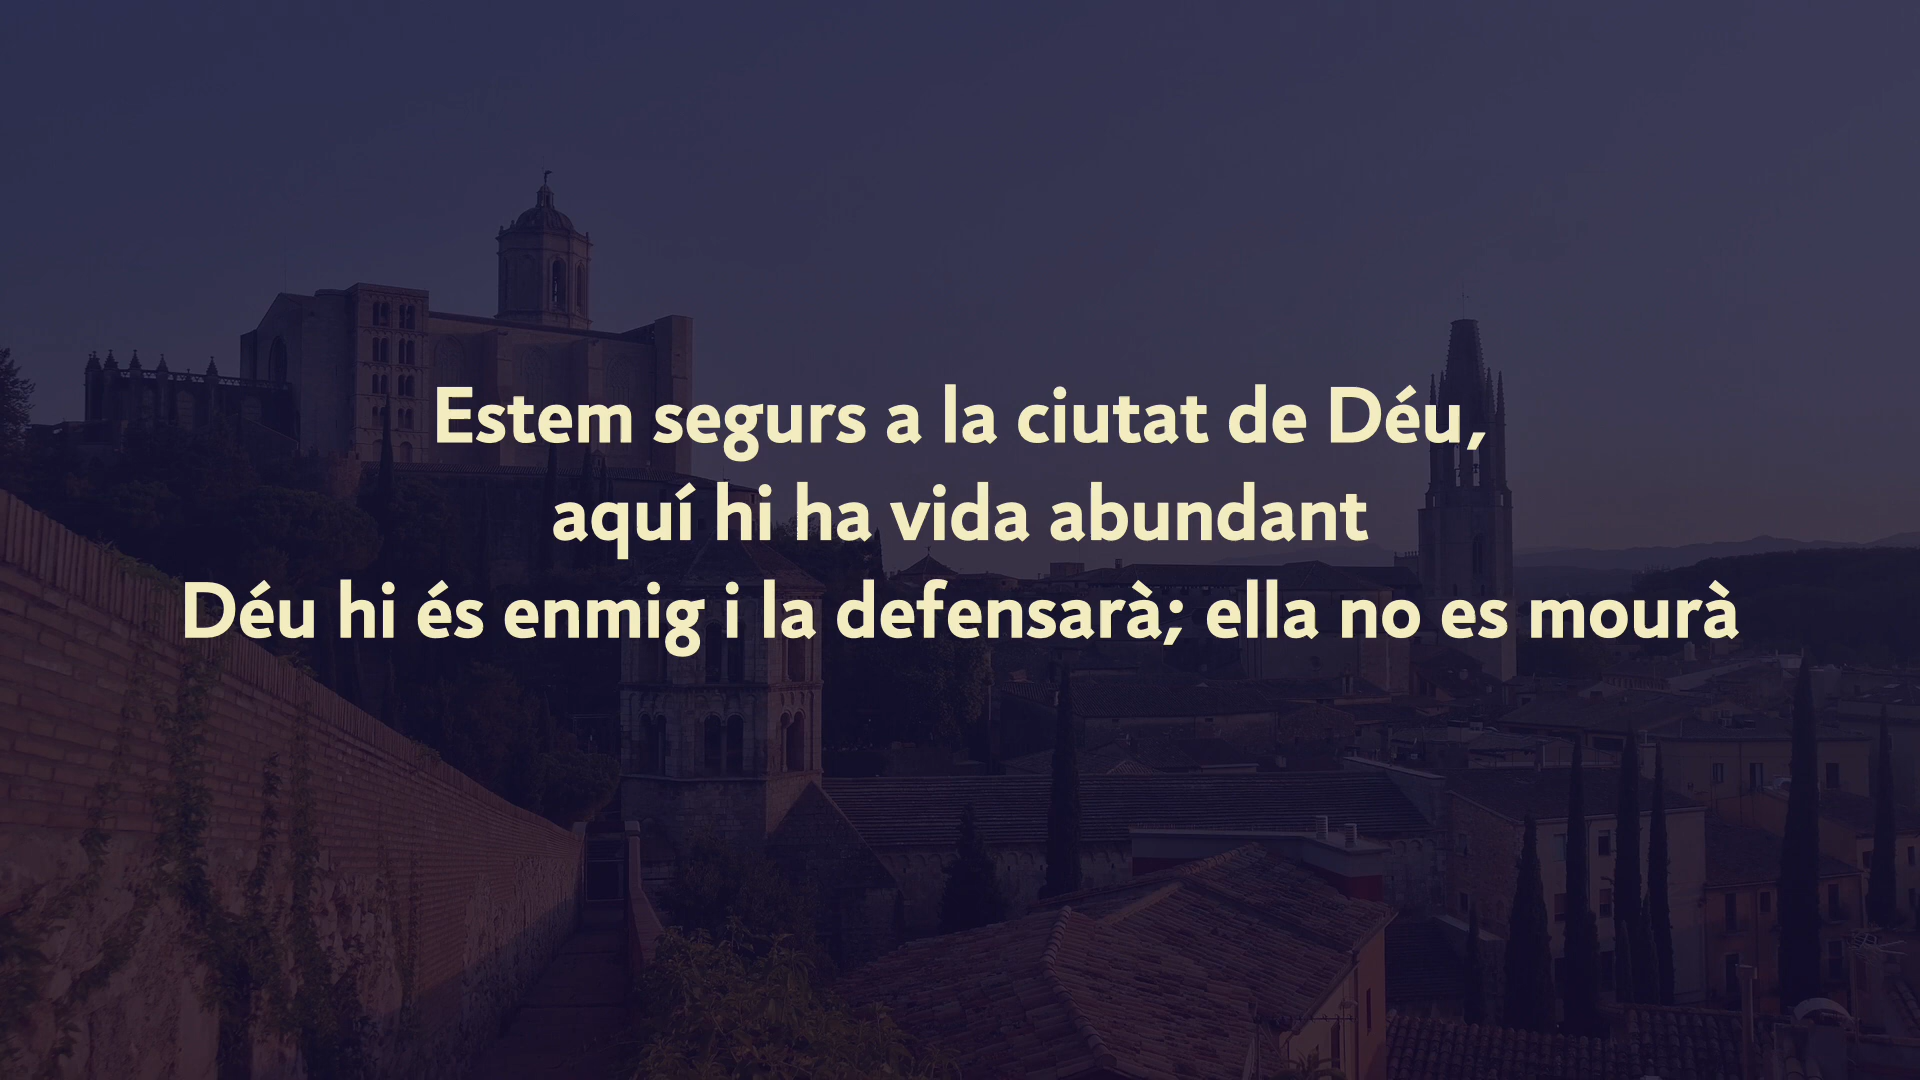 Estem segurs a la ciutat de Déu,
aquí hi ha vida abundant
Déu hi és enmig i la defensarà; ella no es mourà